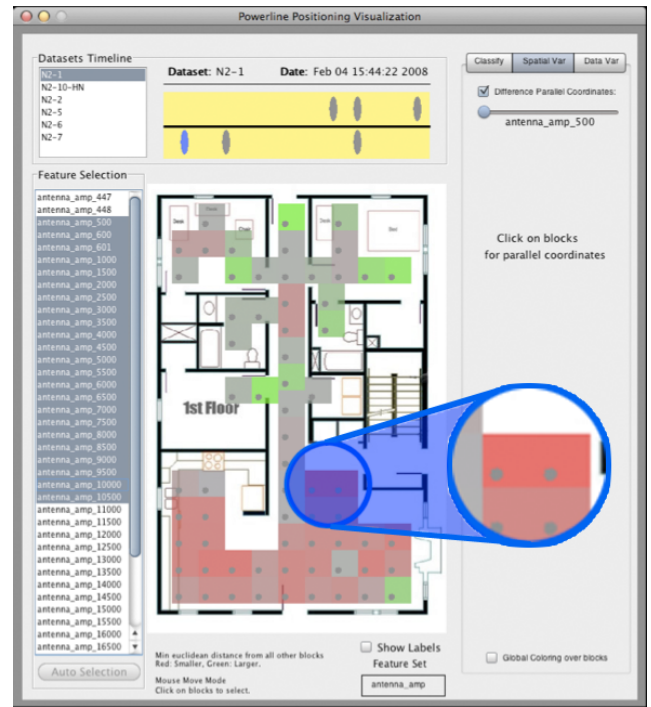 Powerline Positioning Visualization
Datasets Timeline
N2-1
N2-10-HN
N2-2
N2-5
N2-6
N2-7
Dataset: N2-1 Date: Feb 04 15:44:22 2008
Classify Spatial Var Data Var
Difference Parallel Coordinates:
antenna_amp_500
Click on blocks
for parallel coordinates
Feature Selection
antenna_amp_447
antenna_amp_448
antenna_amp_500
antenna_amp_600
antenna_amp_601
antenna_amp_1000
antenna_amp_1500
antenna_amp_2000
antenna_amp_2500
antenna_amp_3000
antenna_amp_3500
antenna_amp_4000
antenna_amp_4500
antenna_amp_5000
antenna_amp_5500
antenna_amp_6000
antenna_amp_6500
antenna_amp_7000
antenna_amp_7500
antenna_amp_8000
antenna_amp_8500
antenna_amp_9000
antenna_amp_9500
antenna_amp_10000
antenna_amp_10500
antenna_amp_11000
antenna_amp_11500
antenna_amp_12000
antenna_amp_12500
antenna_amp_13000
antenna_amp_13500
antenna_amp_14000
antenna_amp_14500
antenna_amp_15000
antenna_amp_15500
antenna_amp_16000
antenna_amp_16500
Auto Selection
Desk
Desk
Bed
1st Floor
Min euclidean distance from all other blocks
Red: Smaller, Green: Larger.
Mouse Move Mode
Click on blocks to select.
Show Labels
Feature Set
antenna_amp
Global Coloring over blocks